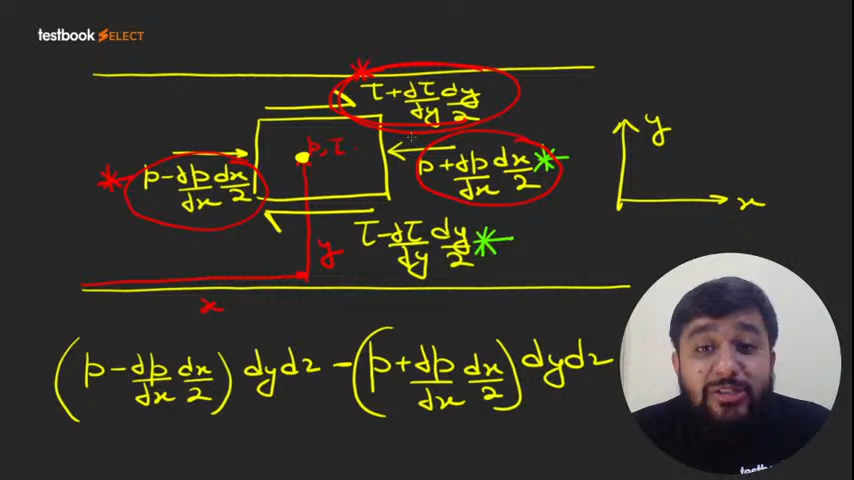 testbook SELECT
τ+dτ/dy dy/2
p, τ
p-dp/dx dx/2
p+dp/dx dx/2
τ-dτ/dy dy/2
y
x
y
x
(p-dp/dx dx/2) dydz - (p+dp/dx dx/2) dydz
testbook